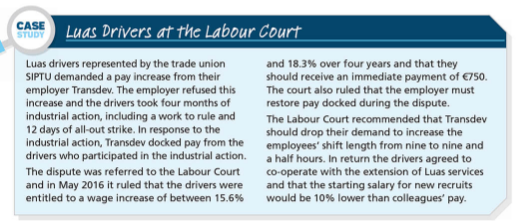 CASE
STUDY
Luas Drivers at the Labour Court
Luas drivers represented by the trade union
SIPTU demanded a pay increase from their
employer Transdev. The employer refused this
increase and the drivers took four months of
industrial action, including a work to rule and
12 days of all-out strike. In response to the
industrial action, Transdev docked pay from the
drivers who participated in the industrial action.
The dispute was referred to the Labour Court
and in May 2016 it ruled that the drivers were
entitled to a wage increase of between 15.6%
and 18.3% over four years and that they
should receive an immediate payment of €750.
The court also ruled that the employer must
restore pay docked during the dispute.
The Labour Court recommended that Transdev
should drop their demand to increase the
employees' shift length from nine to nine and
a half hours. In return the drivers agreed to
co-operate with the extension of Luas services
and that the starting salary for new recruits
would be 10% lower than colleagues' pay.